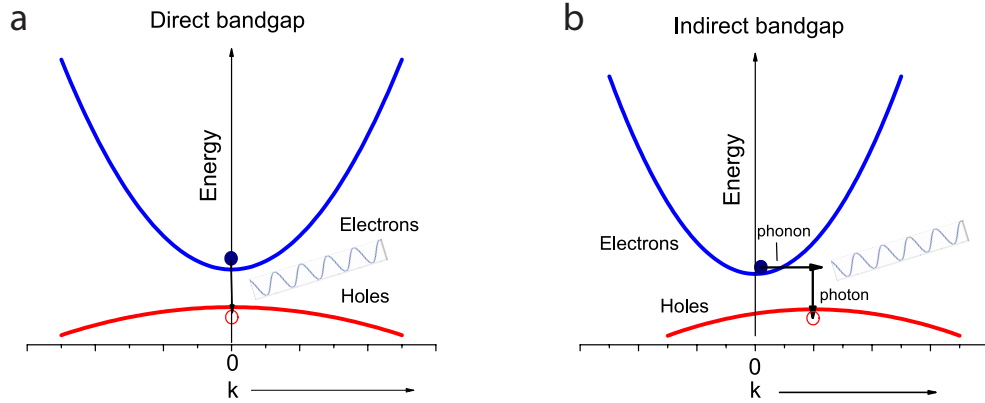 a
Direct bandgap
Energy
Electrons
Holes
0
k
b
Indirect bandgap
Energy
Electrons
phonon
Holes
photon
0
k